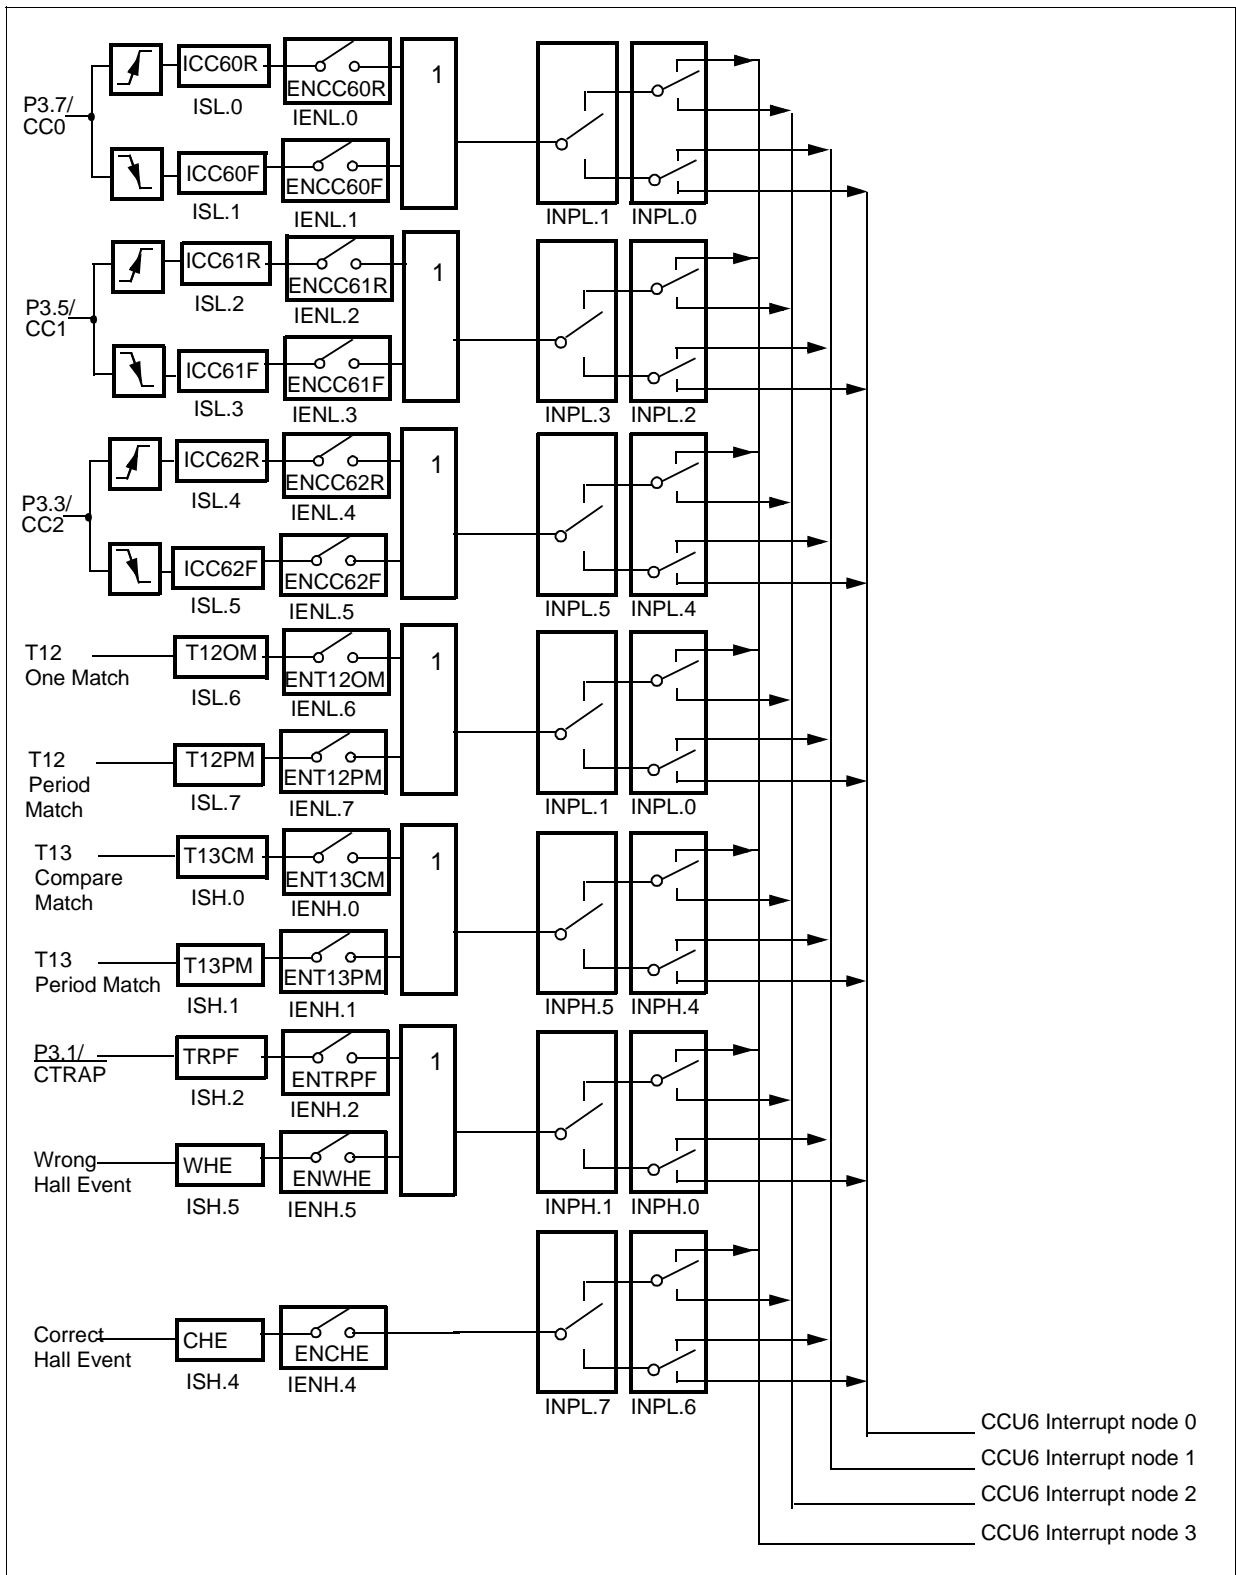 ICC60R
ENCC60R
1
ISL.0
IENL.0
P3.7/
CC0
ICC60F
ENCC60F
ISL.1
IENL.1
INPL.1
INPL.0
ICC61R
ENCC61R
1
ISL.2
IENL.2
P3.5/
CC1
ICC61F
ENCC61F
ISL.3
IENL.3
INPL.3
INPL.2
ICC62R
ENCC62R
1
ISL.4
IENL.4
P3.3/
CC2
ICC62F
ENCC62F
ISL.5
IENL.5
INPL.5
INPL.4
T12
One Match
T12OM
ENT12OM
1
ISL.6
IENL.6
T12
Period
Match
T12PM
ENT12PM
ISL.7
IENL.7
INPL.1
INPL.0
T13
Compare
Match
T13CM
ENT13CM
1
ISH.0
IENH.0
T13
Period Match
T13PM
ENT13PM
ISH.1
IENH.1
INPH.5
INPH.4
P3.1/
CTRAP
TRPF
ENTRPF
1
ISH.2
IENH.2
Wrong
Hall Event
WHE
ENWHE
ISH.5
IENH.5
INPH.1
INPH.0
Correct
Hall Event
CHE
ENCHE
ISH.4
IENH.4
INPL.7
INPL.6
CCU6 Interrupt node 0
CCU6 Interrupt node 1
CCU6 Interrupt node 2
CCU6 Interrupt node 3